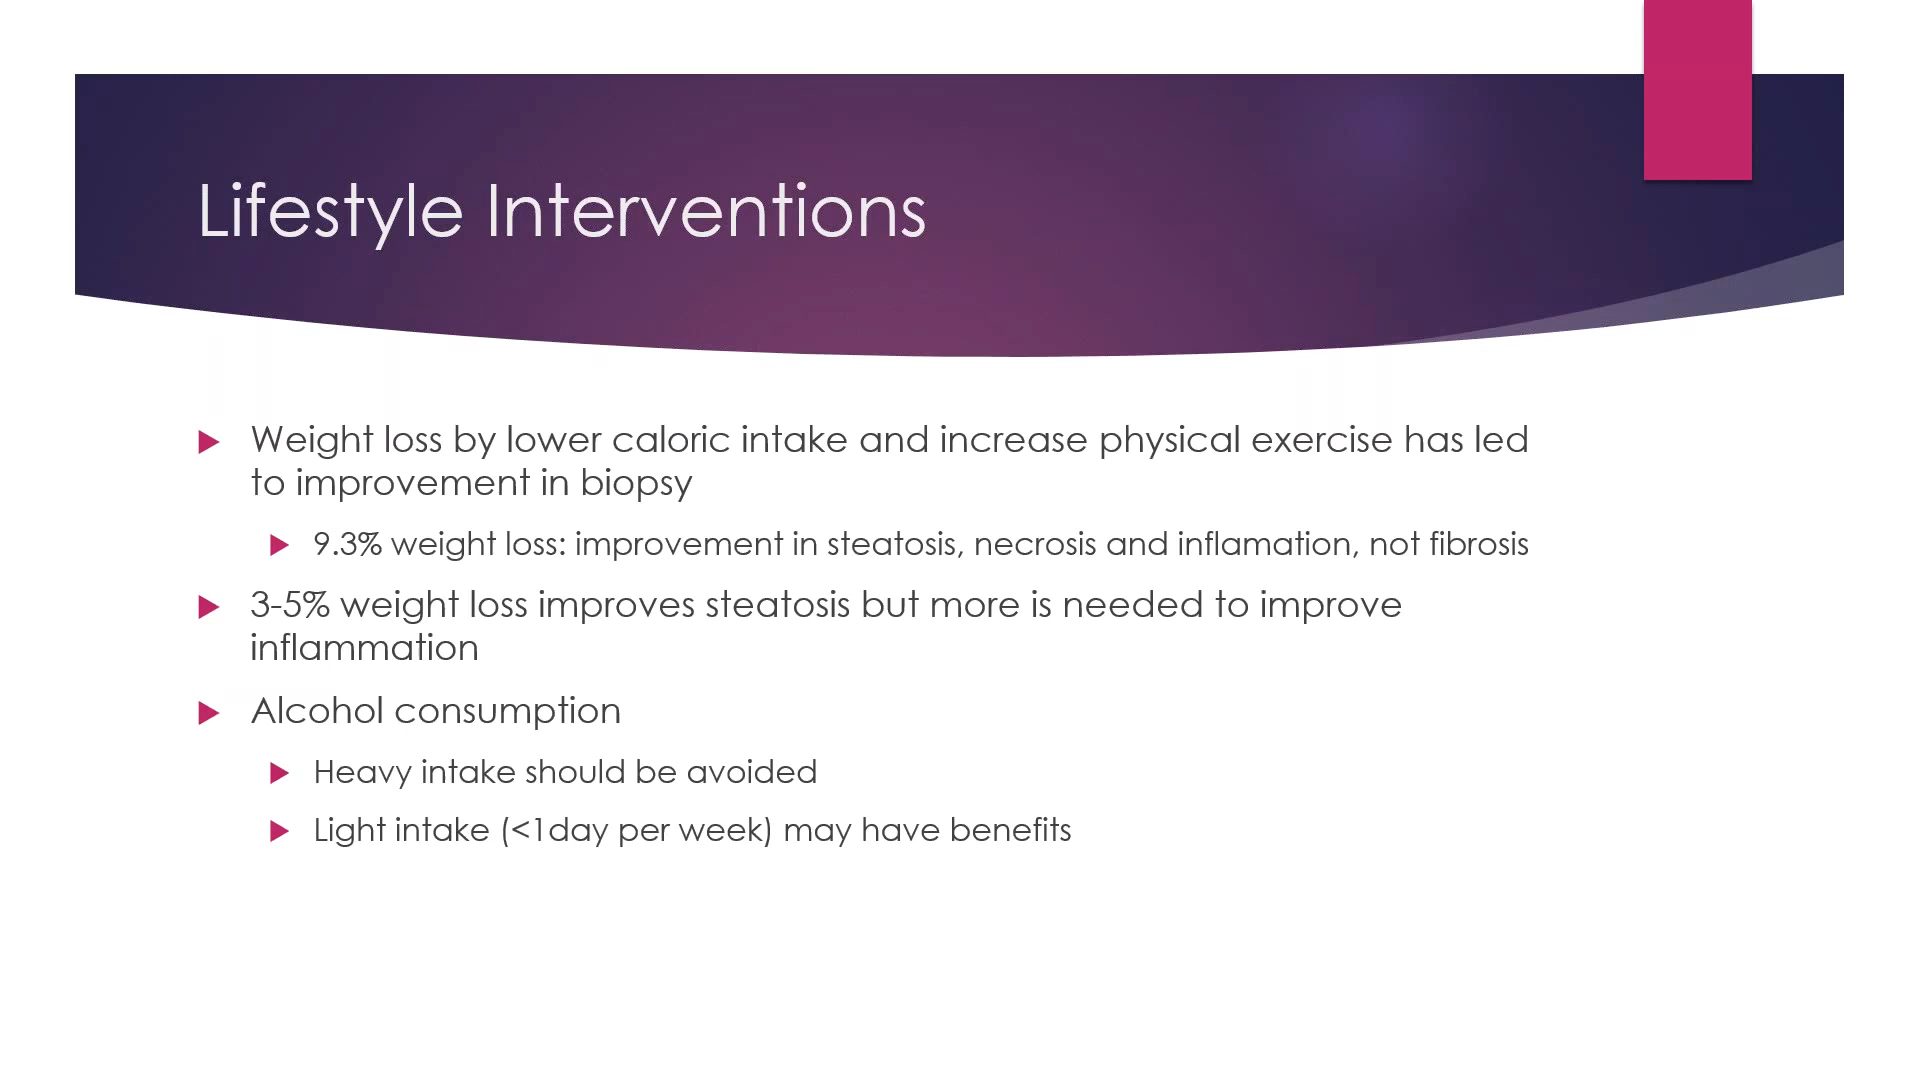 Lifestyle Interventions
Weight loss by lower caloric intake and increase physical exercise has led
to improvement in biopsy
9.3% weight loss: improvement in steatosis, necrosis and inflamation, not fibrosis
3-5% weight loss improves steatosis but more is needed to improve
inflammation
Alcohol consumption
Heavy intake should be avoided
Light intake (<1day per week) may have benefits